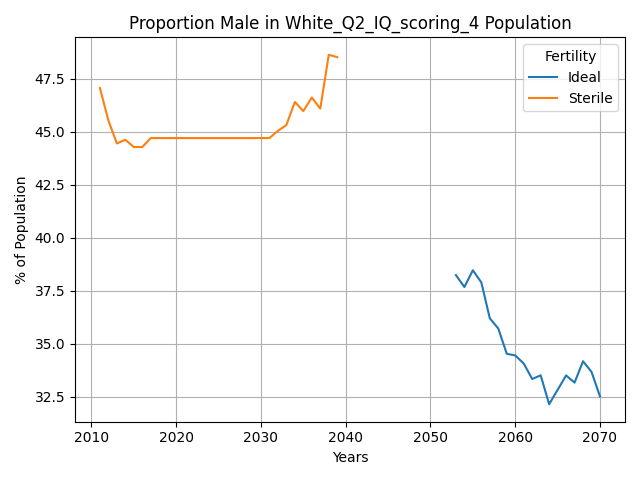 Proportion Male in White_Q2_IQ_scoring_4 Population
Fertility
Ideal
Sterile
47.5
45.0
42.5
40.0
37.5
35.0
32.5
% of Population
2010 2020 2030 2040 2050 2060 2070
Years